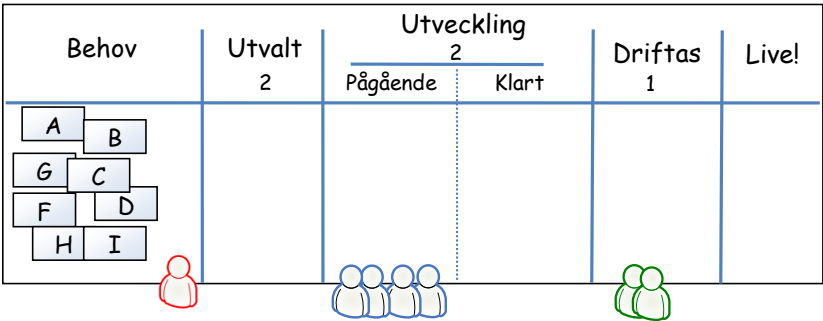 Behov
Utvalt
2
Utveckling
2
Pågående
Klart
Driftas
1
Live!
A
B
G
C
F
D
H
I